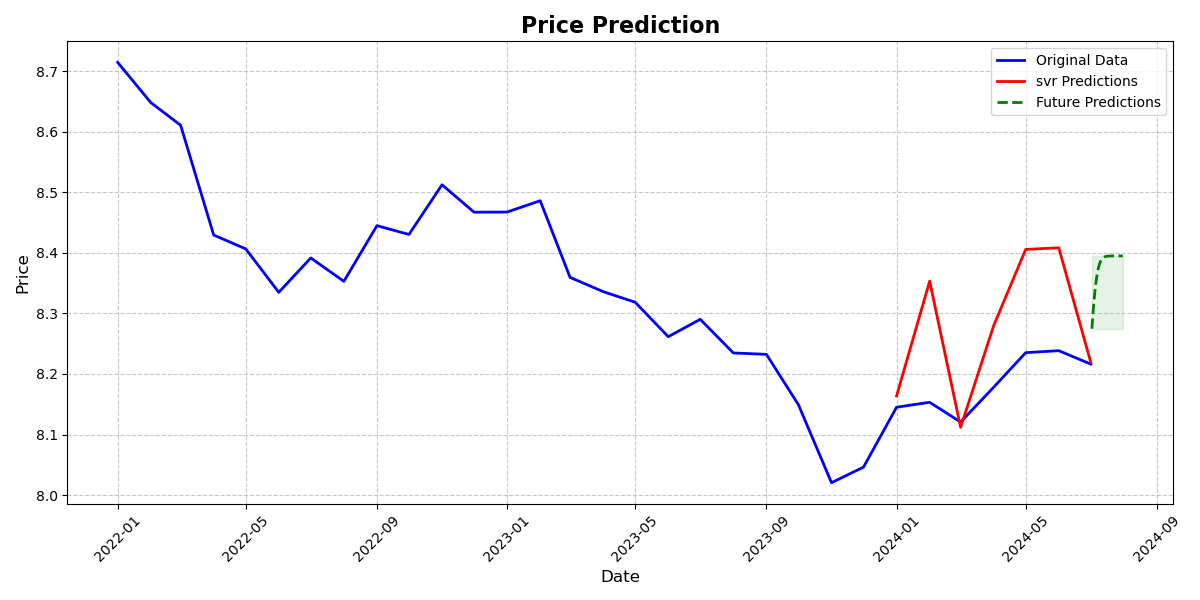 Price Prediction
Original Data
svr Predictions
Future Predictions
Price
8.7
8.6
8.5
8.4
8.3
8.2
8.1
8.0
2022-01
2022-05
2022-09
2023-01
2023-05
2023-09
2024-01
2024-05
2024-09
Date